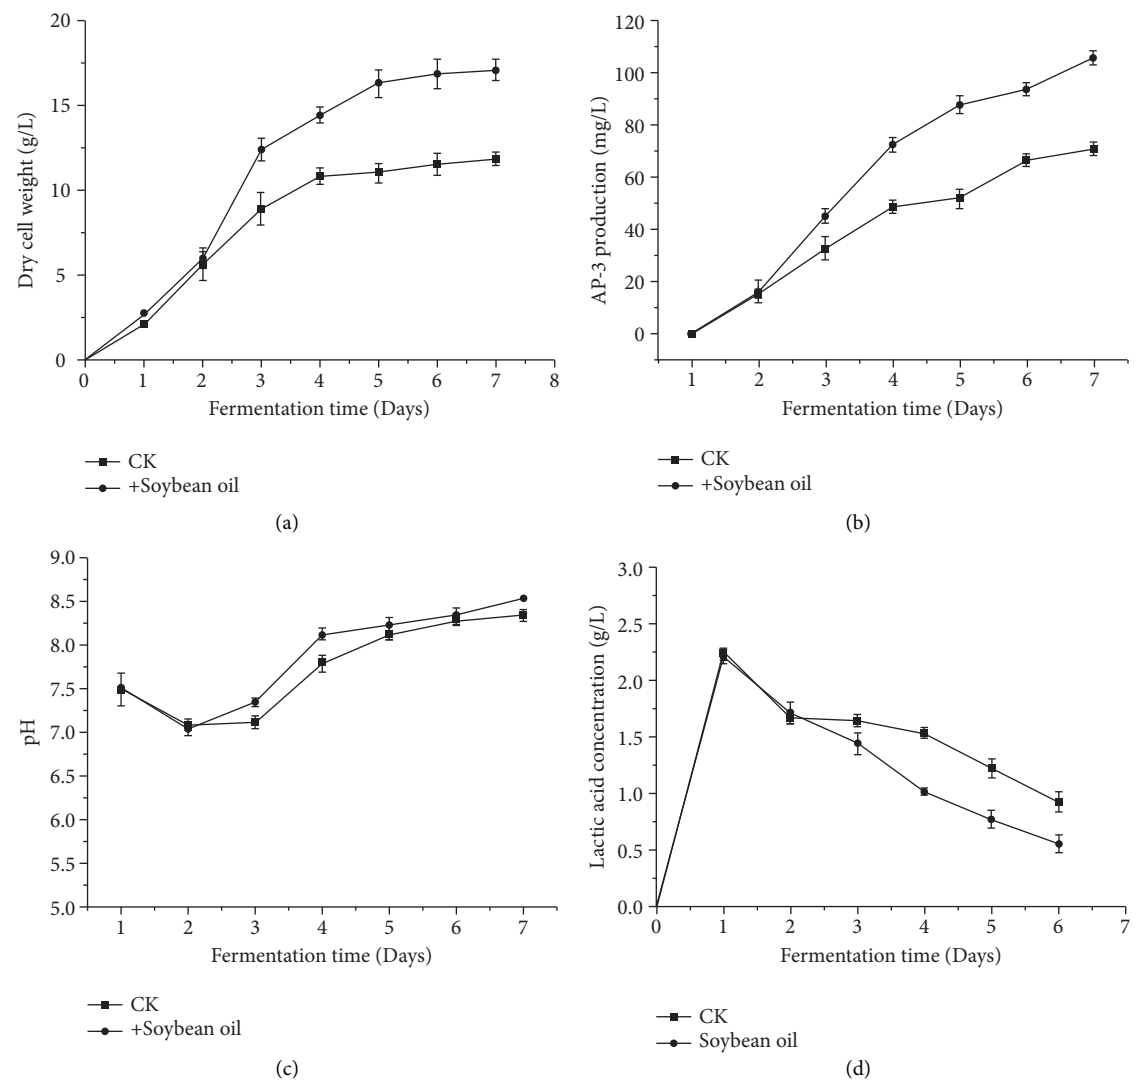 20
15
10
5
0
Dry cell weight (g/L)
0 1 2 3 4 5 6 7 8
Fermentation time (Days)
CK
+Soybean oil
(a)
120
100
80
60
40
20
0
AP-3 production (mg/L)
1 2 3 4 5 6 7
Fermentation time (Days)
CK
+Soybean oil
(b)
9.0
8.5
8.0
7.5
7.0
6.5
6.0
5.5
5.0
pH
1 2 3 4 5 6 7
Fermentation time (Days)
CK
+Soybean oil
(c)
3.0
2.5
2.0
1.5
1.0
0.5
0.0
Lactic acid concentration (g/L)
0 1 2 3 4 5 6 7
Fermentation time (Days)
CK
Soybean oil
(d)